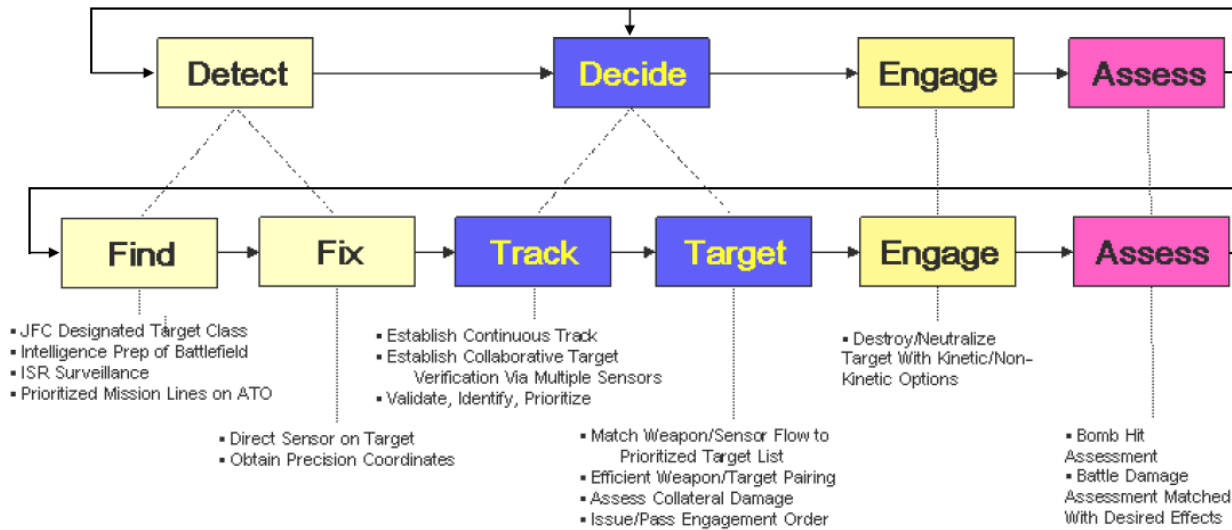 Detect
Decide
Engage
Assess
Find
Fix
Track
Target
Engage
Assess
▪ JFC Designated Target Class
▪ Intelligence Prep of Battlefield
▪ ISR Surveillance
▪ Prioritized Mission Lines on ATO
▪ Direct Sensor on Target
▪ Obtain Precision Coordinates
▪ Establish Continuous Track
▪ Establish Collaborative Target
Verification Via Multiple Sensors
▪ Validate, Identify, Prioritize
▪ Match Weapon/Sensor Flow to
Prioritized Target List
▪ Efficient Weapon/Target Pairing
▪ Assess Collateral Damage
▪ Issue/Pass Engagement Order
▪ Destroy/Neutralize
Target With Kinetic/Non-
Kinetic Options
▪ Bomb Hit
Assessment
▪ Battle Damage
Assessment Matched
With Desired Effects